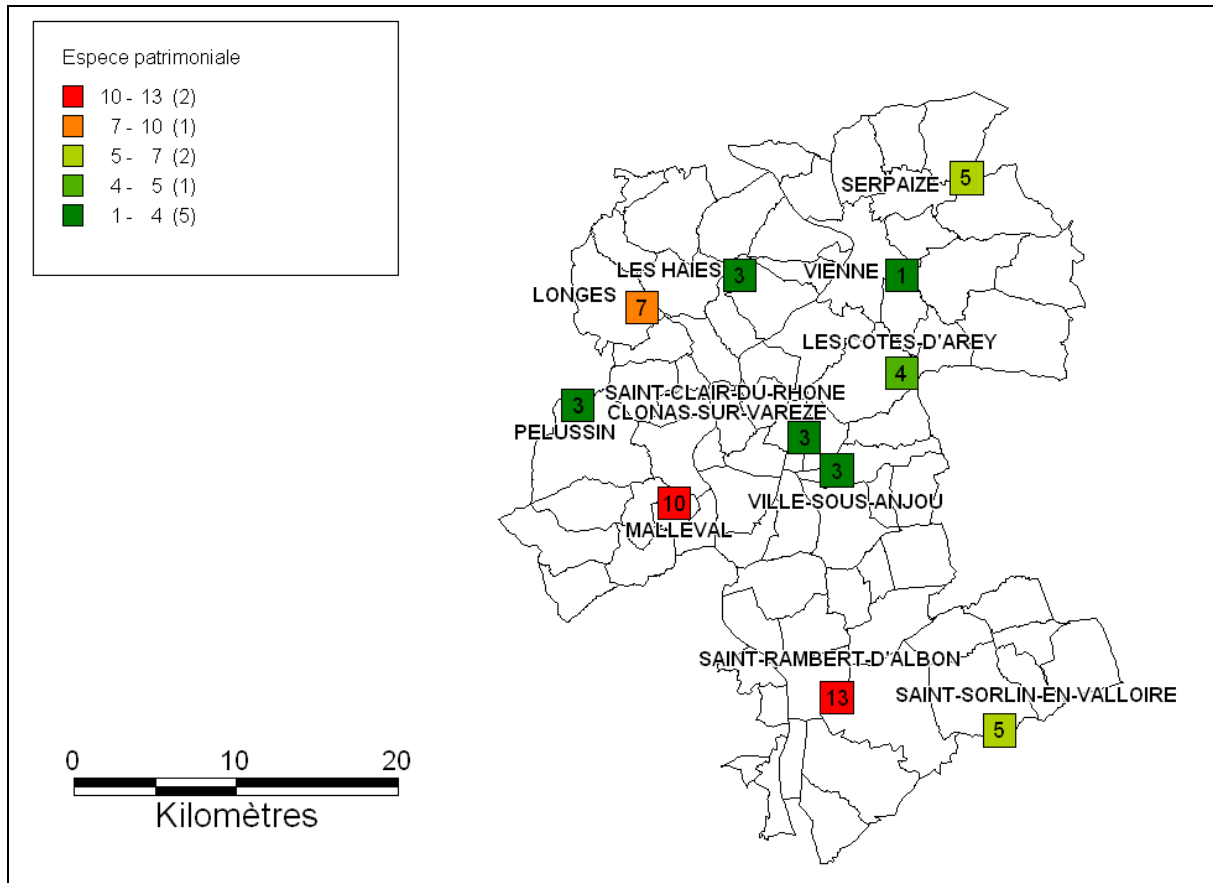 Espece patrimoniale
10 - 13 (2)
7 - 10 (1)
5 - 7 (2)
4 - 5 (1)
1 - 4 (5)
SERPAIZE 5
LES HAIES 3
VIENNE 1
LONGES 7
LES COTES-D'AREY
4
SAINT-CLAIR-DU-RHONE
CLONAS-SUR-VAREZE
3
PELUSSIN
3
3
VILLE-SOUS-ANJOU
10
MALLEVAL
SAINT-RAMBERT-D'ALBON
13
SAINT-SORLIN-EN-VALLOIRE
5
0 10 20
Kilomètres